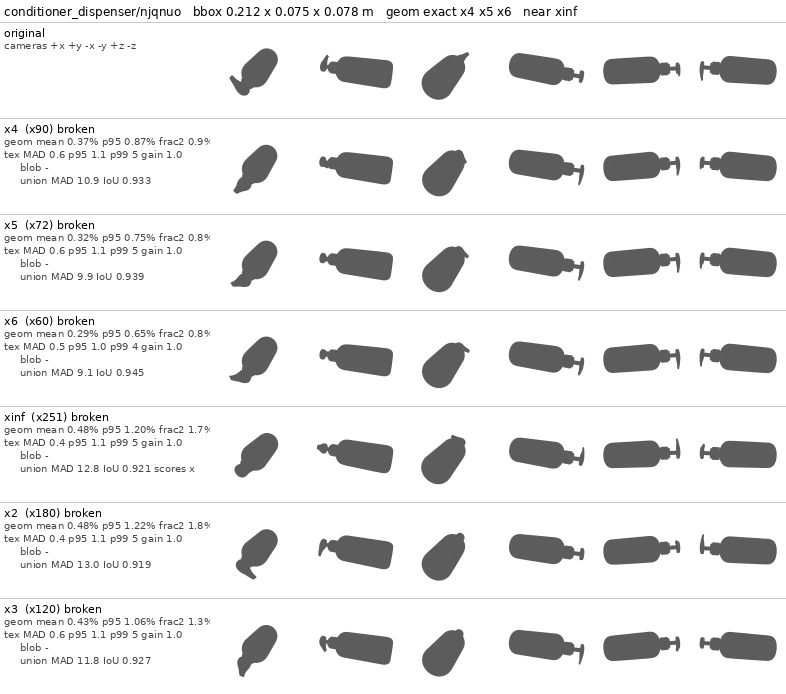 conditioner_dispenser/njqnuo   bbox 0.212 x 0.075 x 0.078 m   geom exact x4 x5 x6   near xinf
original
cameras +x +y -x -y +z -z
x4  (x90) broken
geom mean 0.37% p95 0.87% frac2 0.9%
tex MAD 0.6 p95 1.1 p99 5 gain 1.0
blob -
union MAD 10.9 IoU 0.933
x5  (x72) broken
geom mean 0.32% p95 0.75% frac2 0.8%
tex MAD 0.6 p95 1.1 p99 5 gain 1.0
blob -
union MAD 9.9 IoU 0.939
x6  (x60) broken
geom mean 0.29% p95 0.65% frac2 0.8%
tex MAD 0.5 p95 1.0 p99 4 gain 1.0
blob -
union MAD 9.1 IoU 0.945
xinf  (x251) broken
geom mean 0.48% p95 1.20% frac2 1.7%
tex MAD 0.4 p95 1.1 p99 5 gain 1.0
blob -
union MAD 12.8 IoU 0.921 scores x
x2  (x180) broken
geom mean 0.48% p95 1.22% frac2 1.8%
tex MAD 0.4 p95 1.1 p99 5 gain 1.0
blob -
union MAD 13.0 IoU 0.919
x3  (x120) broken
geom mean 0.43% p95 1.06% frac2 1.3%
tex MAD 0.6 p95 1.1 p99 5 gain 1.0
blob -
union MAD 11.8 IoU 0.927